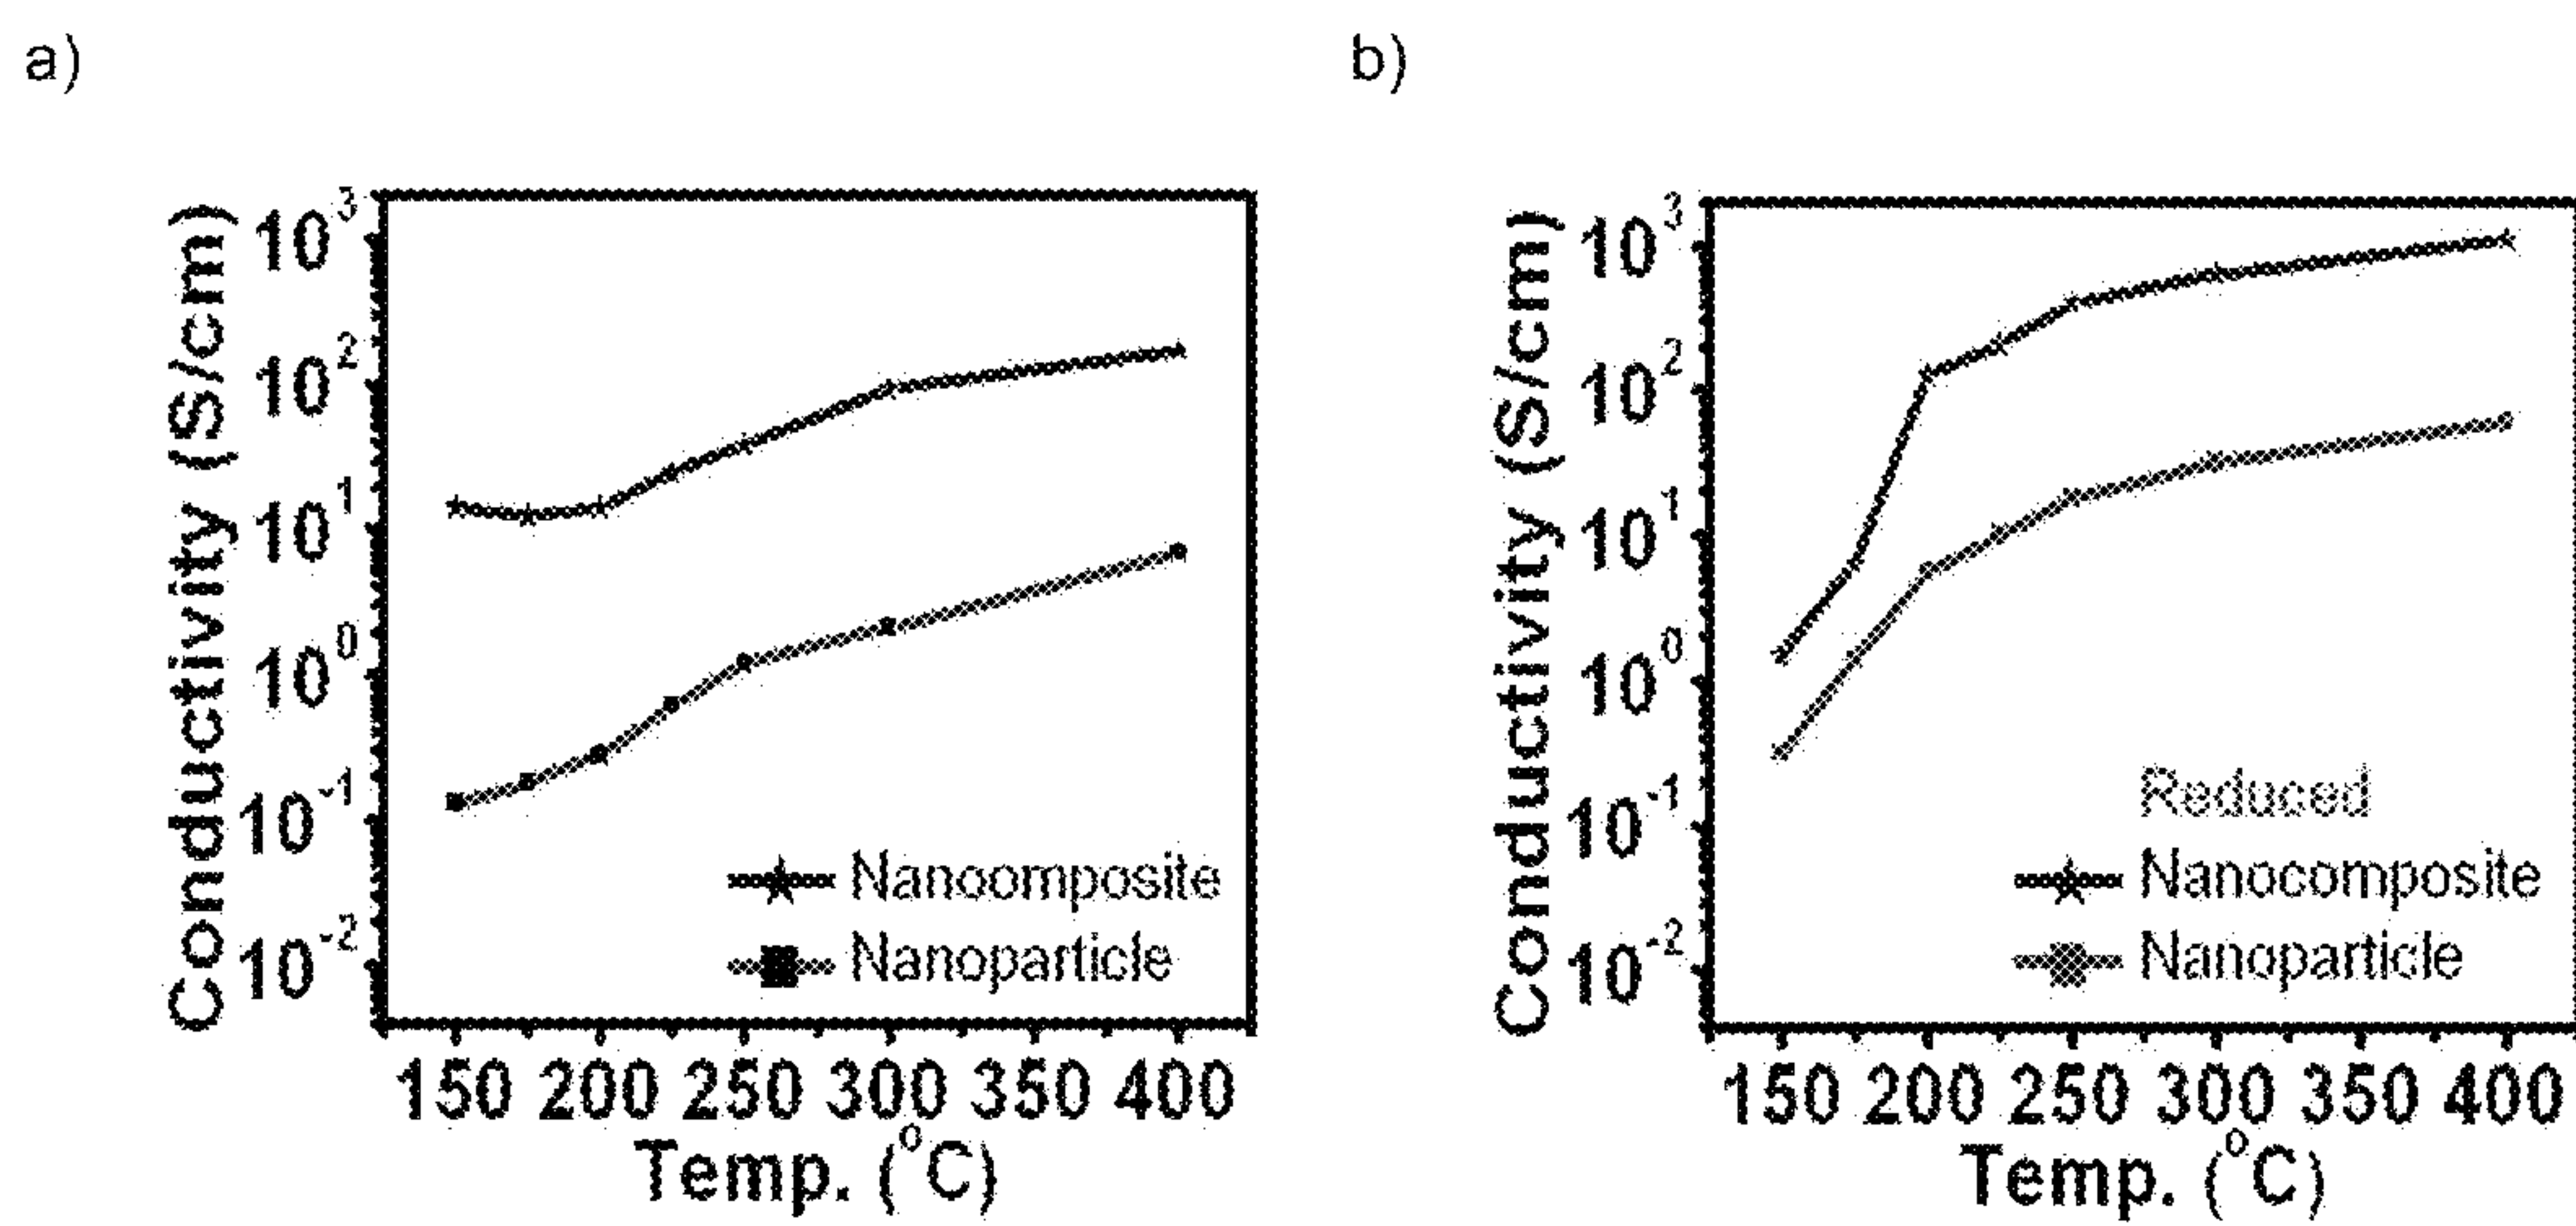 a)
Conductivity (S/cm)
10³
10²
10¹
10⁰
10⁻¹
10⁻²
Nanoomposite
Nanoparticle
150 200 250 300 350 400
Temp. (°C)
b)
Conductivity (S/cm)
10³
10²
10¹
10⁰
10⁻¹
10⁻²
Reduced
Nanocomposite
Nanoparticle
150 200 250 300 350 400
Temp. (°C)